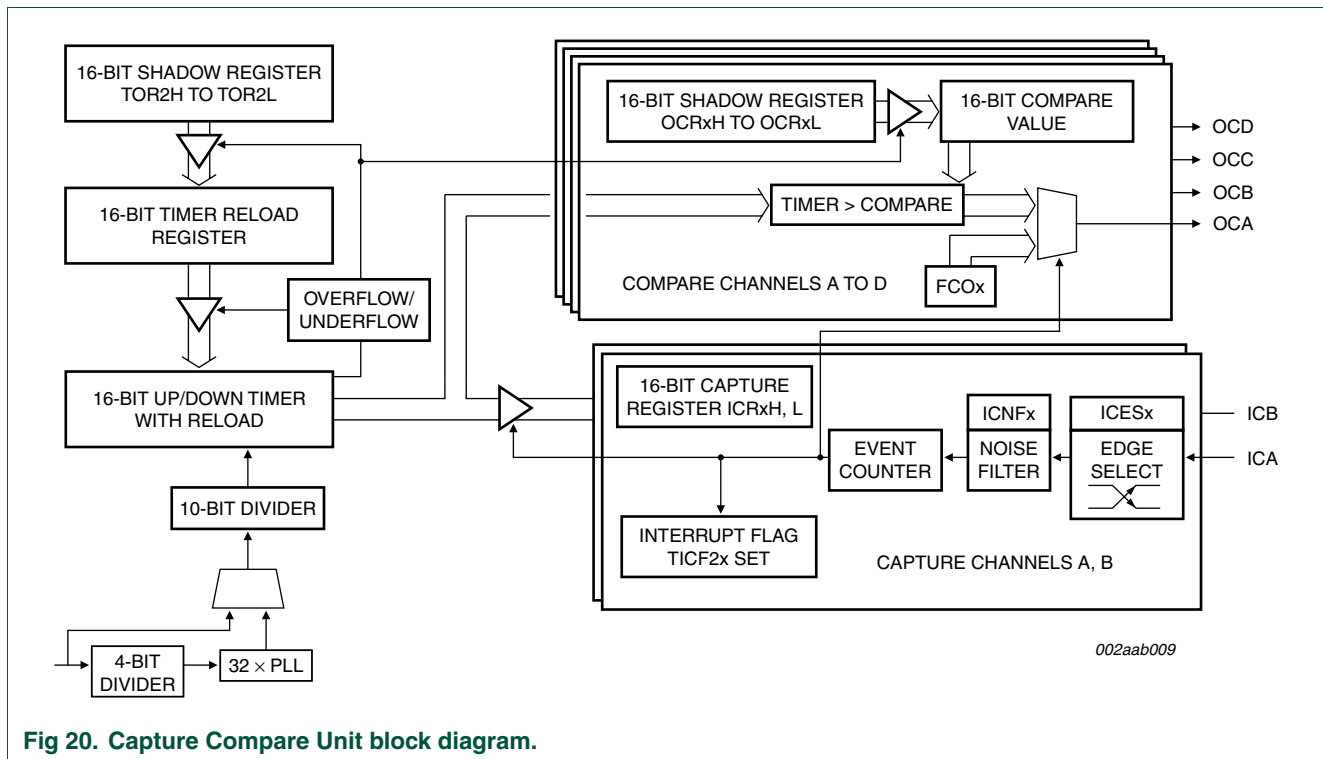 16-BIT SHADOW REGISTER
TOR2H TO TOR2L
16-BIT TIMER RELOAD
REGISTER
OVERFLOW/
UNDERFLOW
16-BIT UP/DOWN TIMER
WITH RELOAD
10-BIT DIVIDER
4-BIT
DIVIDER
32 × PLL
16-BIT SHADOW REGISTER
OCRxH TO OCRxL
16-BIT COMPARE
VALUE
TIMER > COMPARE
FCOx
COMPARE CHANNELS A TO D
OCD
OCC
OCB
OCA
16-BIT CAPTURE
REGISTER ICRxH, L
EVENT
COUNTER
ICNFx
NOISE
FILTER
ICESx
EDGE
SELECT
ICB
ICA
INTERRUPT FLAG
TICF2x SET
CAPTURE CHANNELS A, B
002aab009
Fig 20. Capture Compare Unit block diagram.